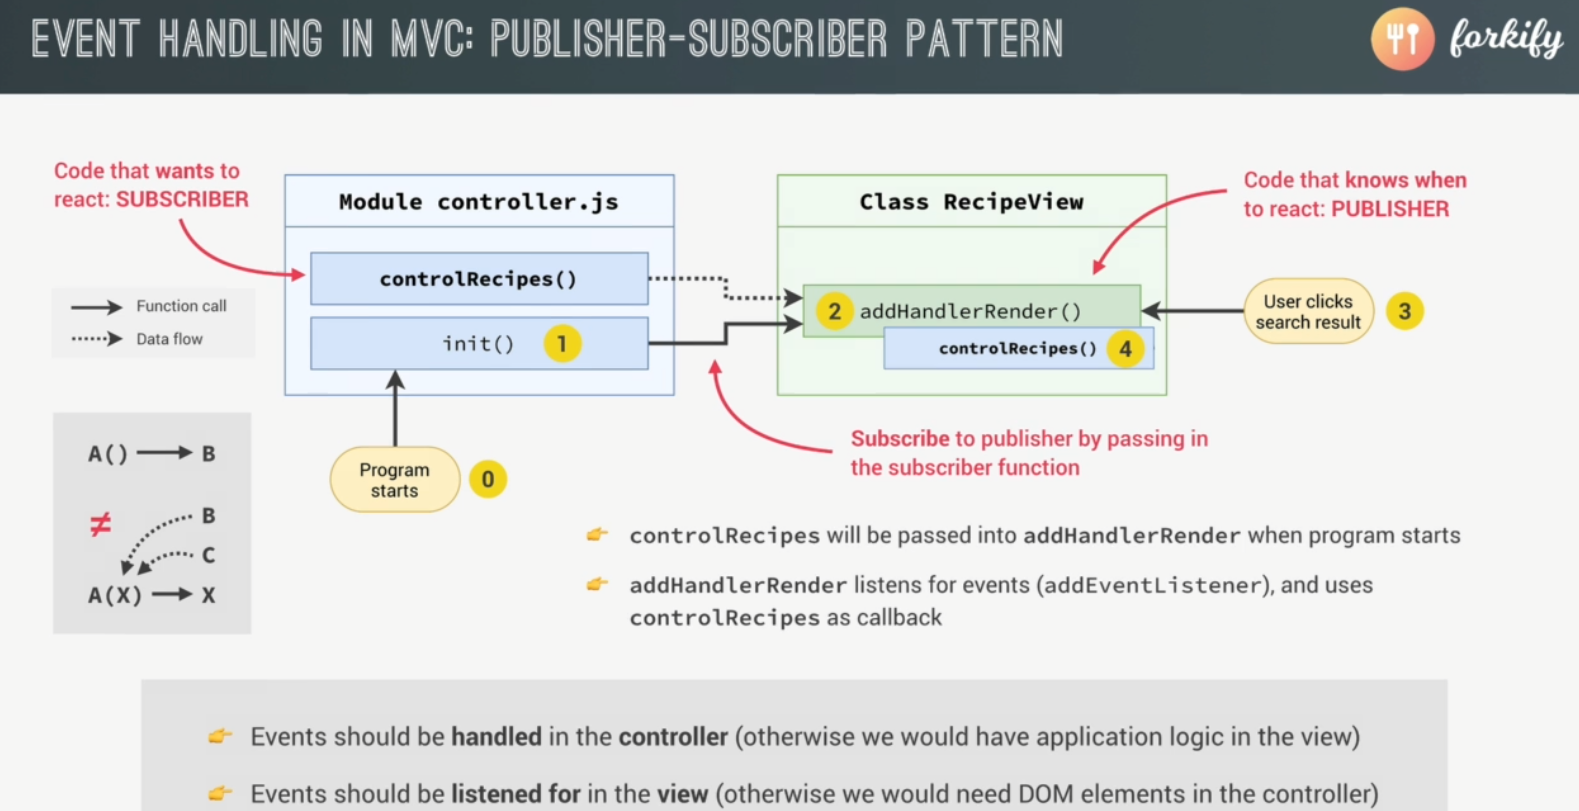 EVENT HANDLING IN MVC: PUBLISHER-SUBSCRIBER PATTERN
forkify
Code that wants to
react: SUBSCRIBER
Module controller.js
controlRecipes()
init()
1
Class RecipeView
2
addHandlerRender()
controlRecipes()
4
Code that knows when
to react: PUBLISHER
User clicks
search result
3
Function call
Data flow
Program
starts
0
Subscribe to publisher by passing in
the subscriber function
A() B
≠
B
C
A(X) X
controlRecipes will be passed into addHandlerRender when program starts
addHandlerRender listens for events (addEventListener), and uses
controlRecipes as callback
Events should be handled in the controller (otherwise we would have application logic in the view)
Events should be listened for in the view (otherwise we would need DOM elements in the controller)